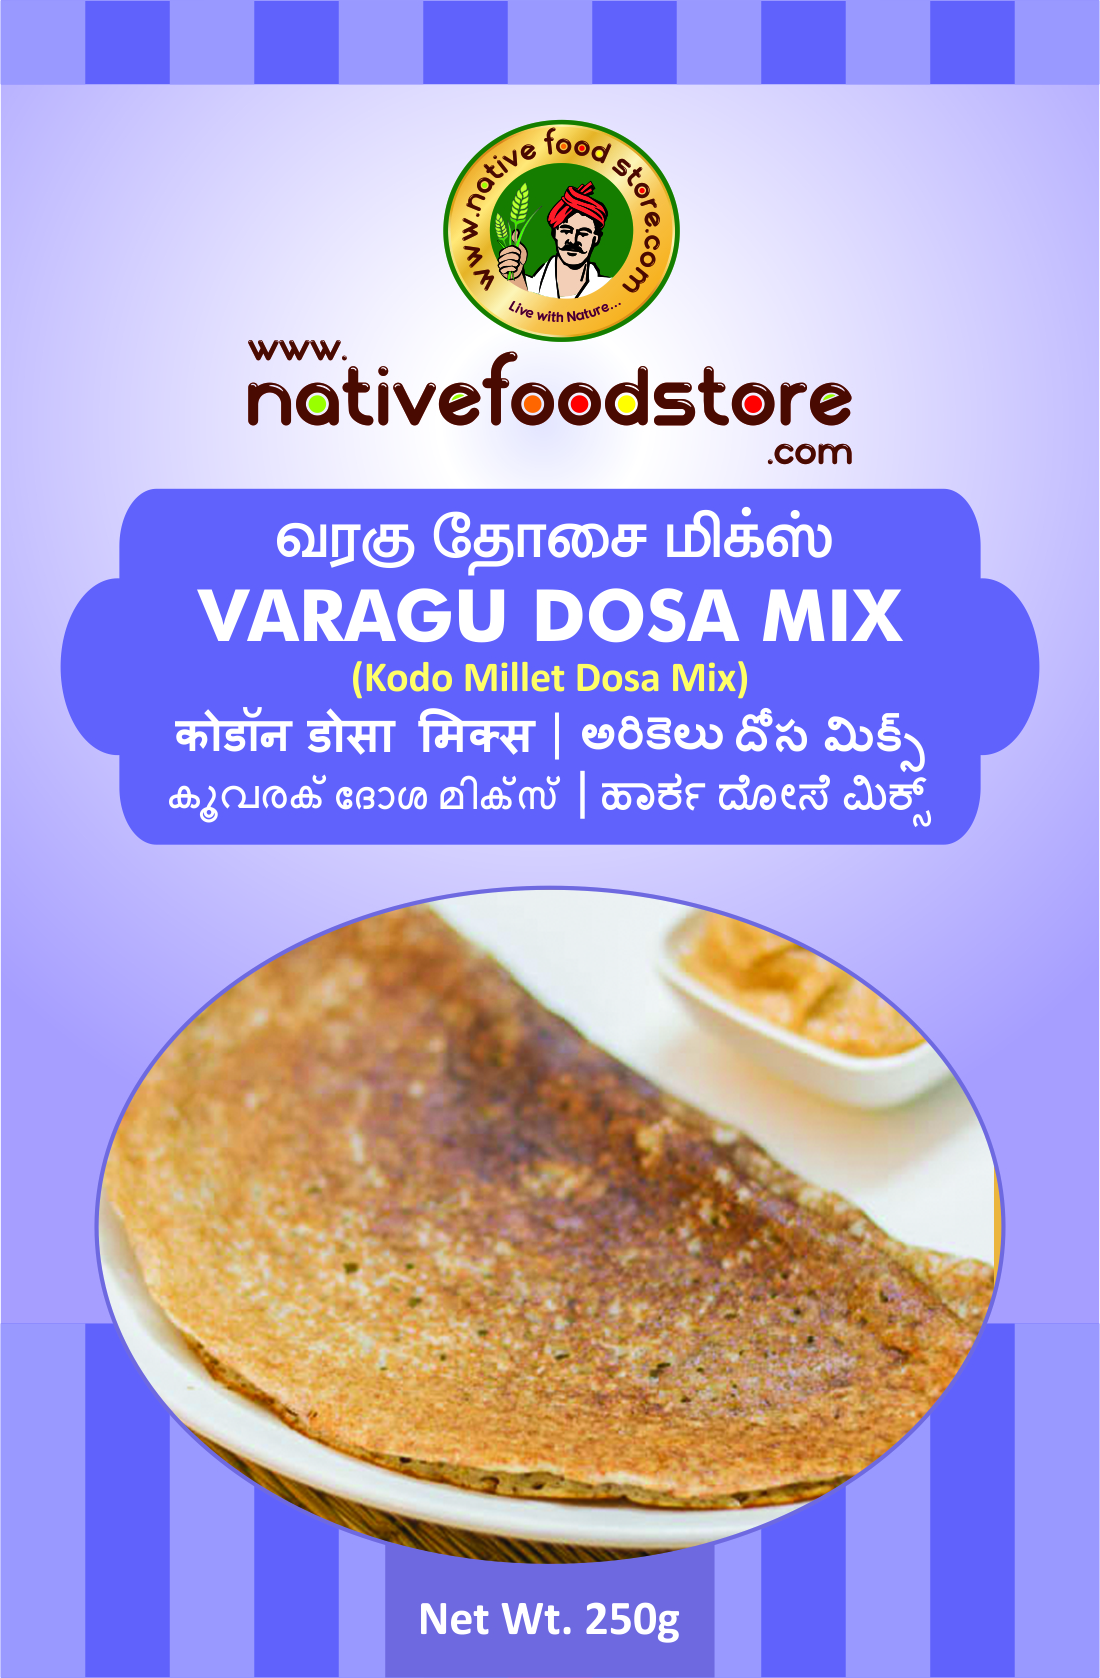 www.native food store.com
Live with Nature...
www.
nativefoodstore
.com
வரகு தோசை மிக்ஸ்
VARAGU DOSA MIX
(Kodo Millet Dosa Mix)
कोडॉन डोसा मिक्स | అరికెలు దోస మిక్స్
കൂവരക് ദോശ മിക്സ് | ಹಾರ್ಕ ದೋಸೆ ಮಿಕ್ಸ್
Net Wt. 250g